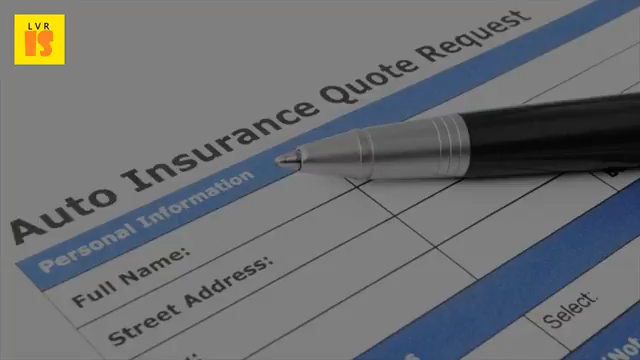 LVR
IS
Auto Insurance Quote Request
Personal Information
Full Name:
Street Address:
Select: